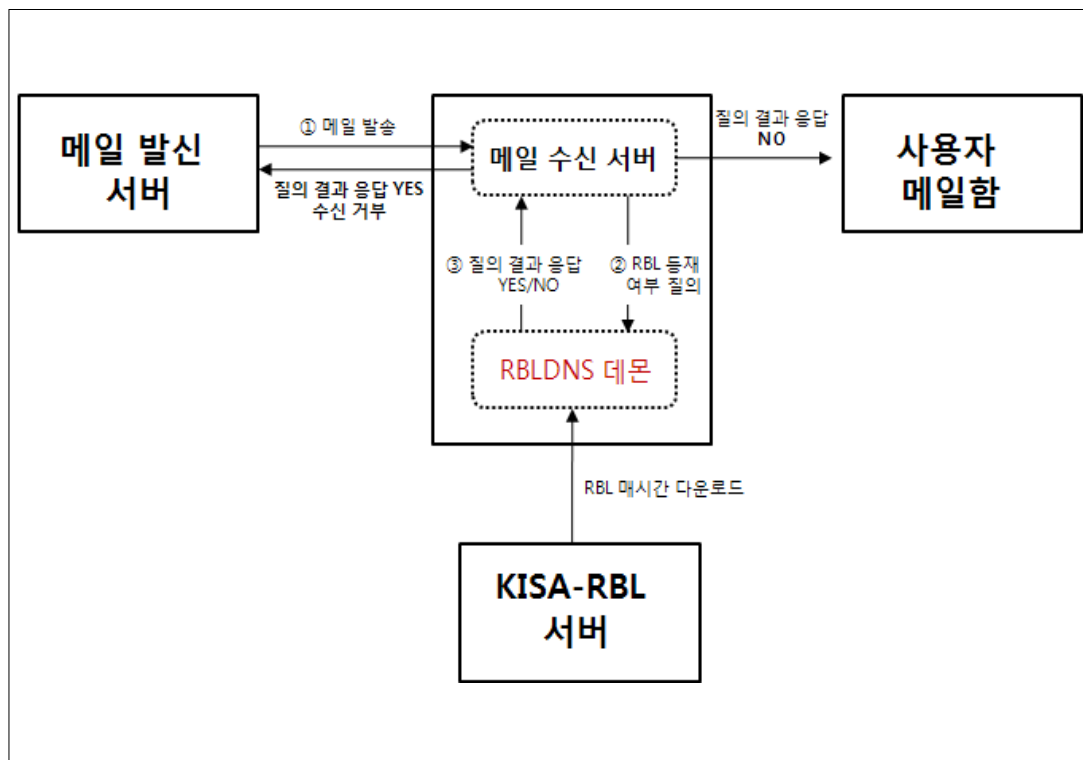 메일 발신
서버
① 메일 발송
질의 결과 응답 YES
수신 거부
메일 수신 서버
질의 결과 응답
NO
사용자
메일함
③ 질의 결과 응답
YES/NO
② RBL 등재
여부 질의
RBLDNS 데몬
RBL 매시간 다운로드
KISA-RBL
서버